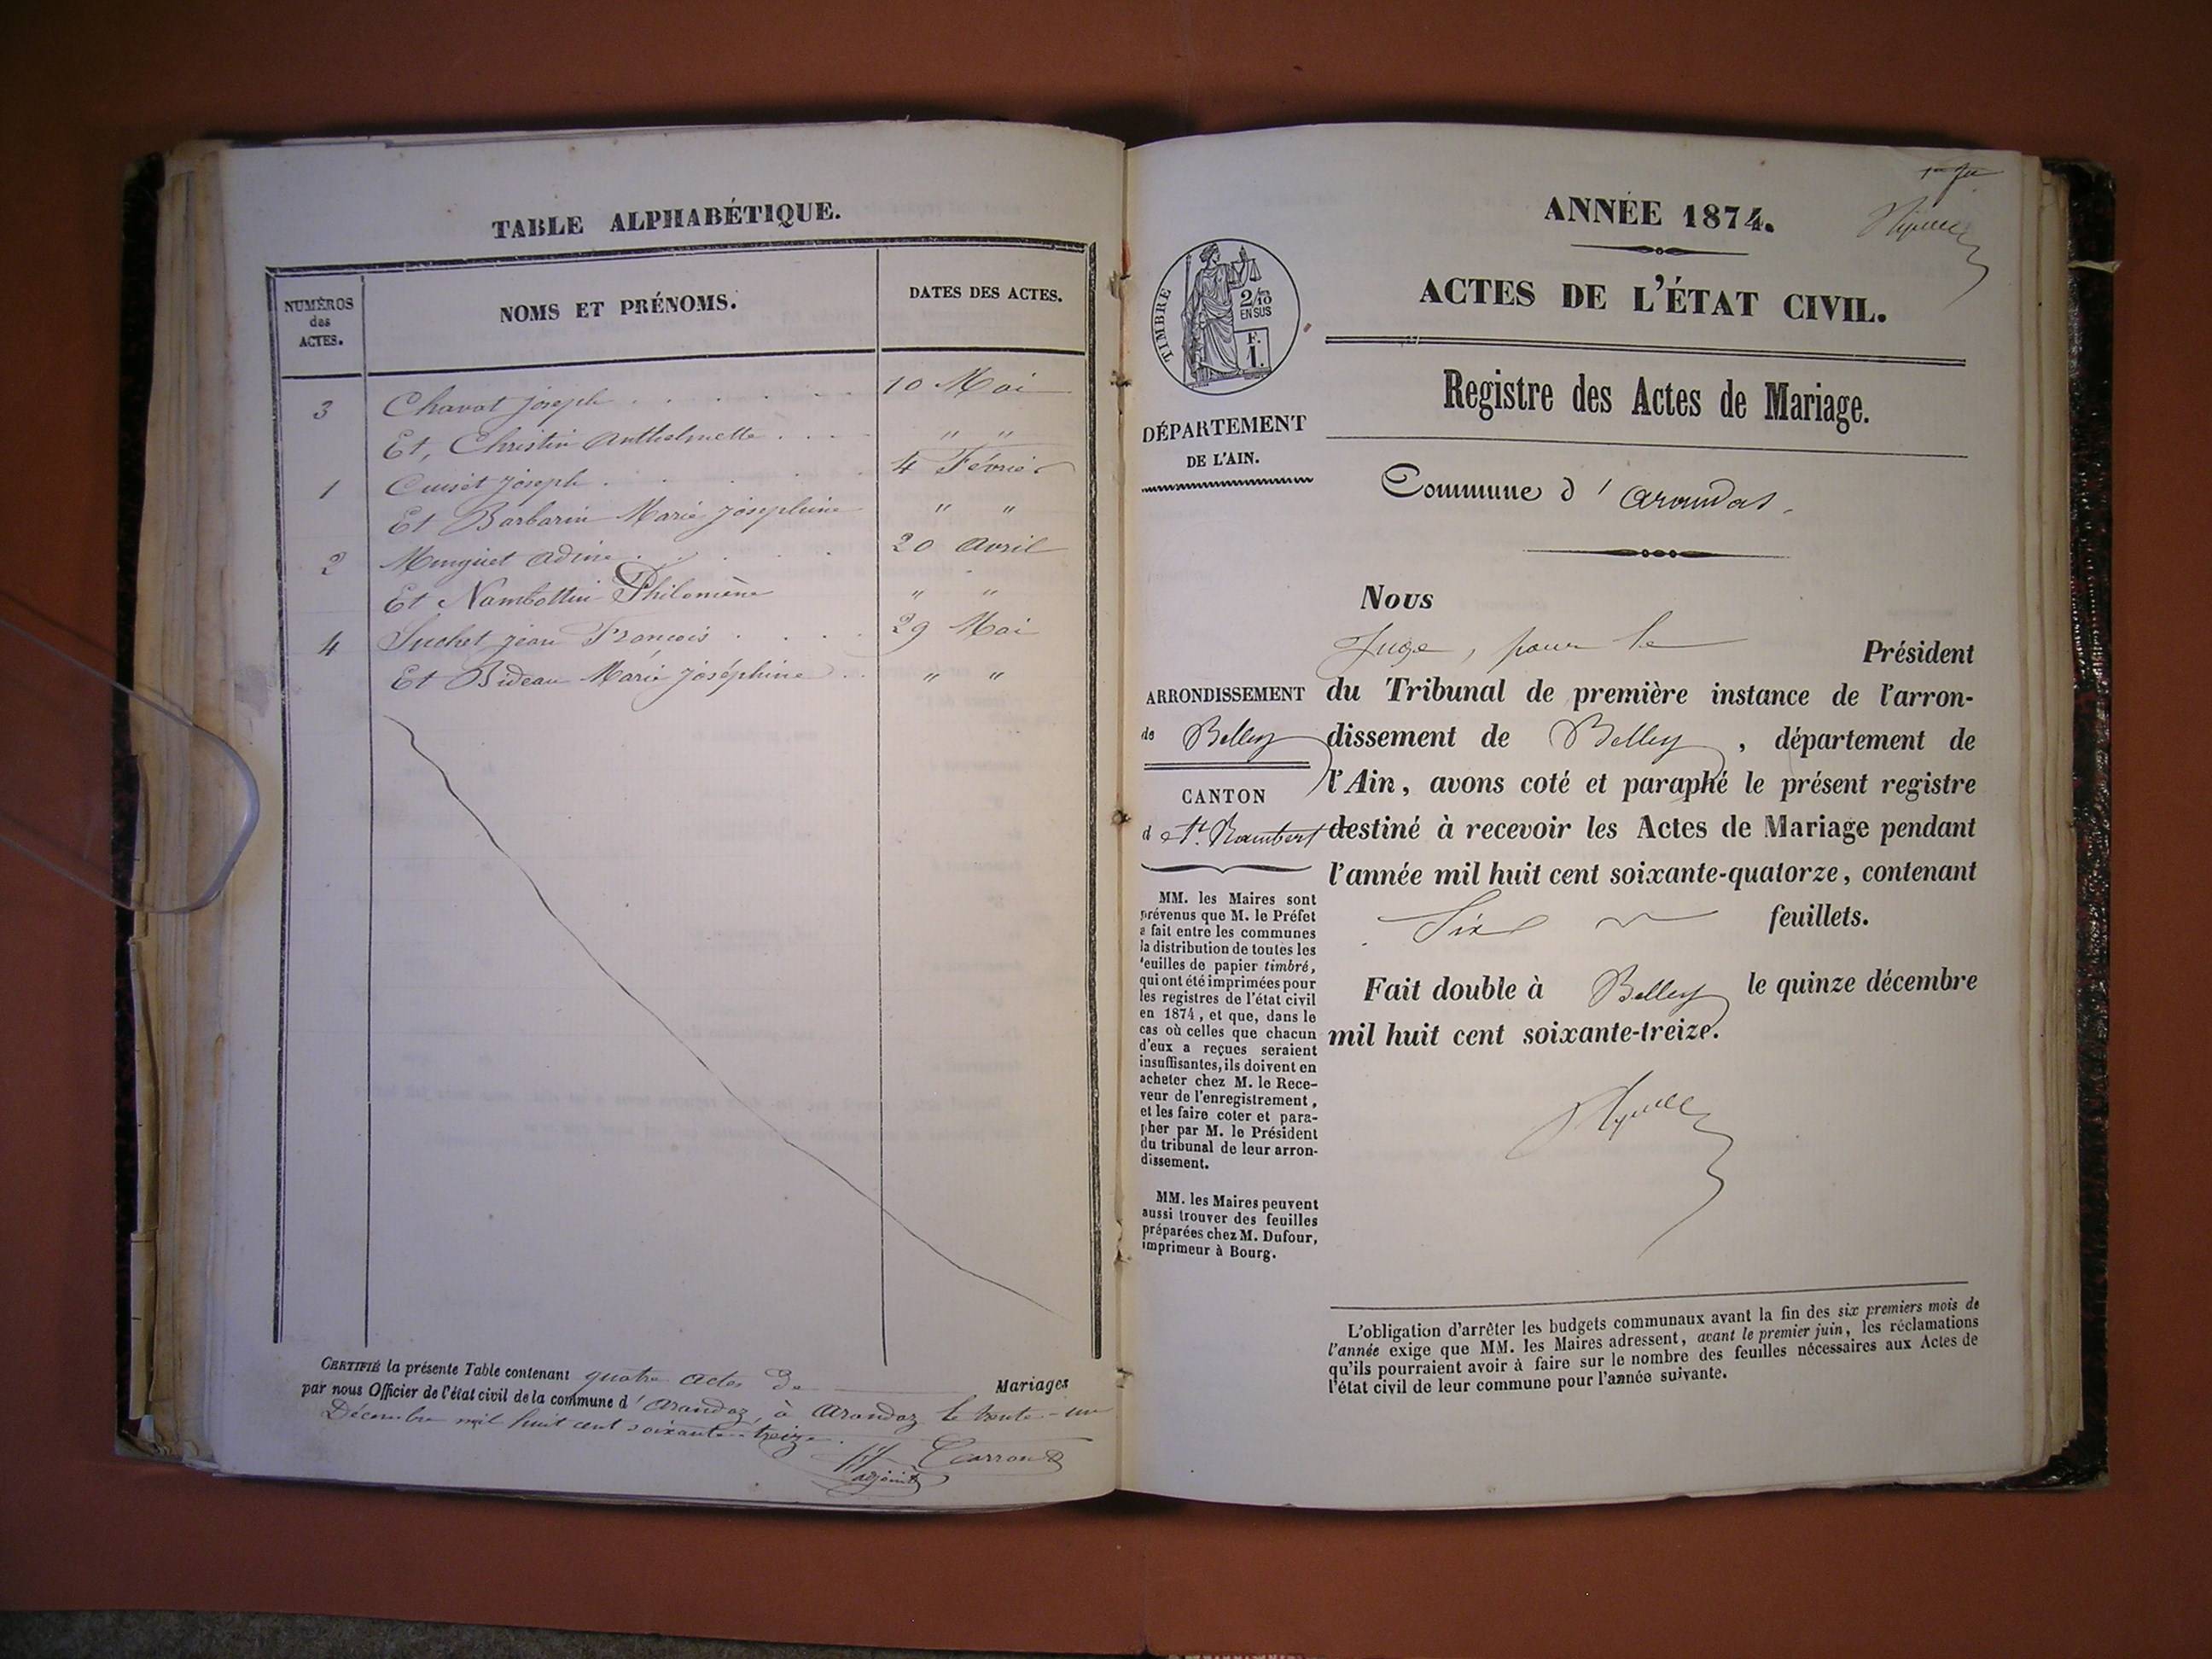 TABLE ALPHABÉTIQUE.
NUMÉROS
des
ACTES.
NOMS ET PRÉNOMS.
DATES DES ACTES.
3 Chavat joseph 10 Mai
Et, Christin Anthelmette " "
1 Cuiset joseph 4 Février
Et Barbarin Marie joséphine " "
2 Munguet 20 Avril
Et Nambottin Philomène " "
4 Suchet jean François 29 Mai
Et Bideau Marie joséphine " "
CERTIFIÉ la présente Table contenant quatre actes de Mariages
par nous Officier de l'état civil de la commune d'Arandaz, à Arandaz le trente-un
Décembre mil huit cent soixante-treize.
adjoint
ANNÉE 1874.
TIMBRE
2/10
EN SUS
F.
1.
ACTES DE L'ÉTAT CIVIL.
Registre des Actes de Mariage.
DÉPARTEMENT
DE L'AIN.
Commune d'Arandas.
ARRONDISSEMENT
de Belley
CANTON
de St. Rambert
MM. les Maires sont
prévenus que M. le Préfet
a fait entre les communes
la distribution de toutes les
feuilles de papier timbré,
qui ont été imprimées pour
les registres de l'état civil
en 1874, et que, dans le
cas où celles que chacun
d'eux a reçues seraient
insuffisantes, ils doivent en
acheter chez M. le Rece-
veur de l'enregistrement,
et les faire coter et para-
pher par M. le Président
du tribunal de leur arron-
dissement.
MM. les Maires peuvent
aussi trouver des feuilles
préparées chez M. Dufour,
imprimeur à Bourg.
Nous
Juge, pour le Président
du Tribunal de première instance de l'arron-
dissement de Belley, département de
l'Ain, avons coté et paraphé le présent registre
destiné à recevoir les Actes de Mariage pendant
l'année mil huit cent soixante-quatorze, contenant
Six feuillets.
Fait double à Belley le quinze décembre
mil huit cent soixante-treize.
L'obligation d'arrêter les budgets communaux avant la fin des six premiers mois de
l'année exige que MM. les Maires adressent, avant le premier juin, les réclamations
qu'ils pourraient avoir à faire sur le nombre des feuilles nécessaires aux Actes de
l'état civil de leur commune pour l'année suivante.